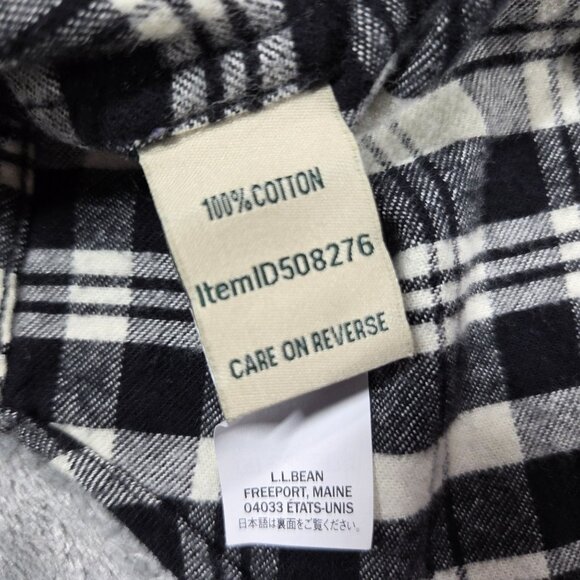 100% COTTON
ItemID508276
CARE ON REVERSE
L.L.BEAN
FREEPORT, MAINE
04033 ÉTATS-UNIS
日本語は裏面をご覧ください。